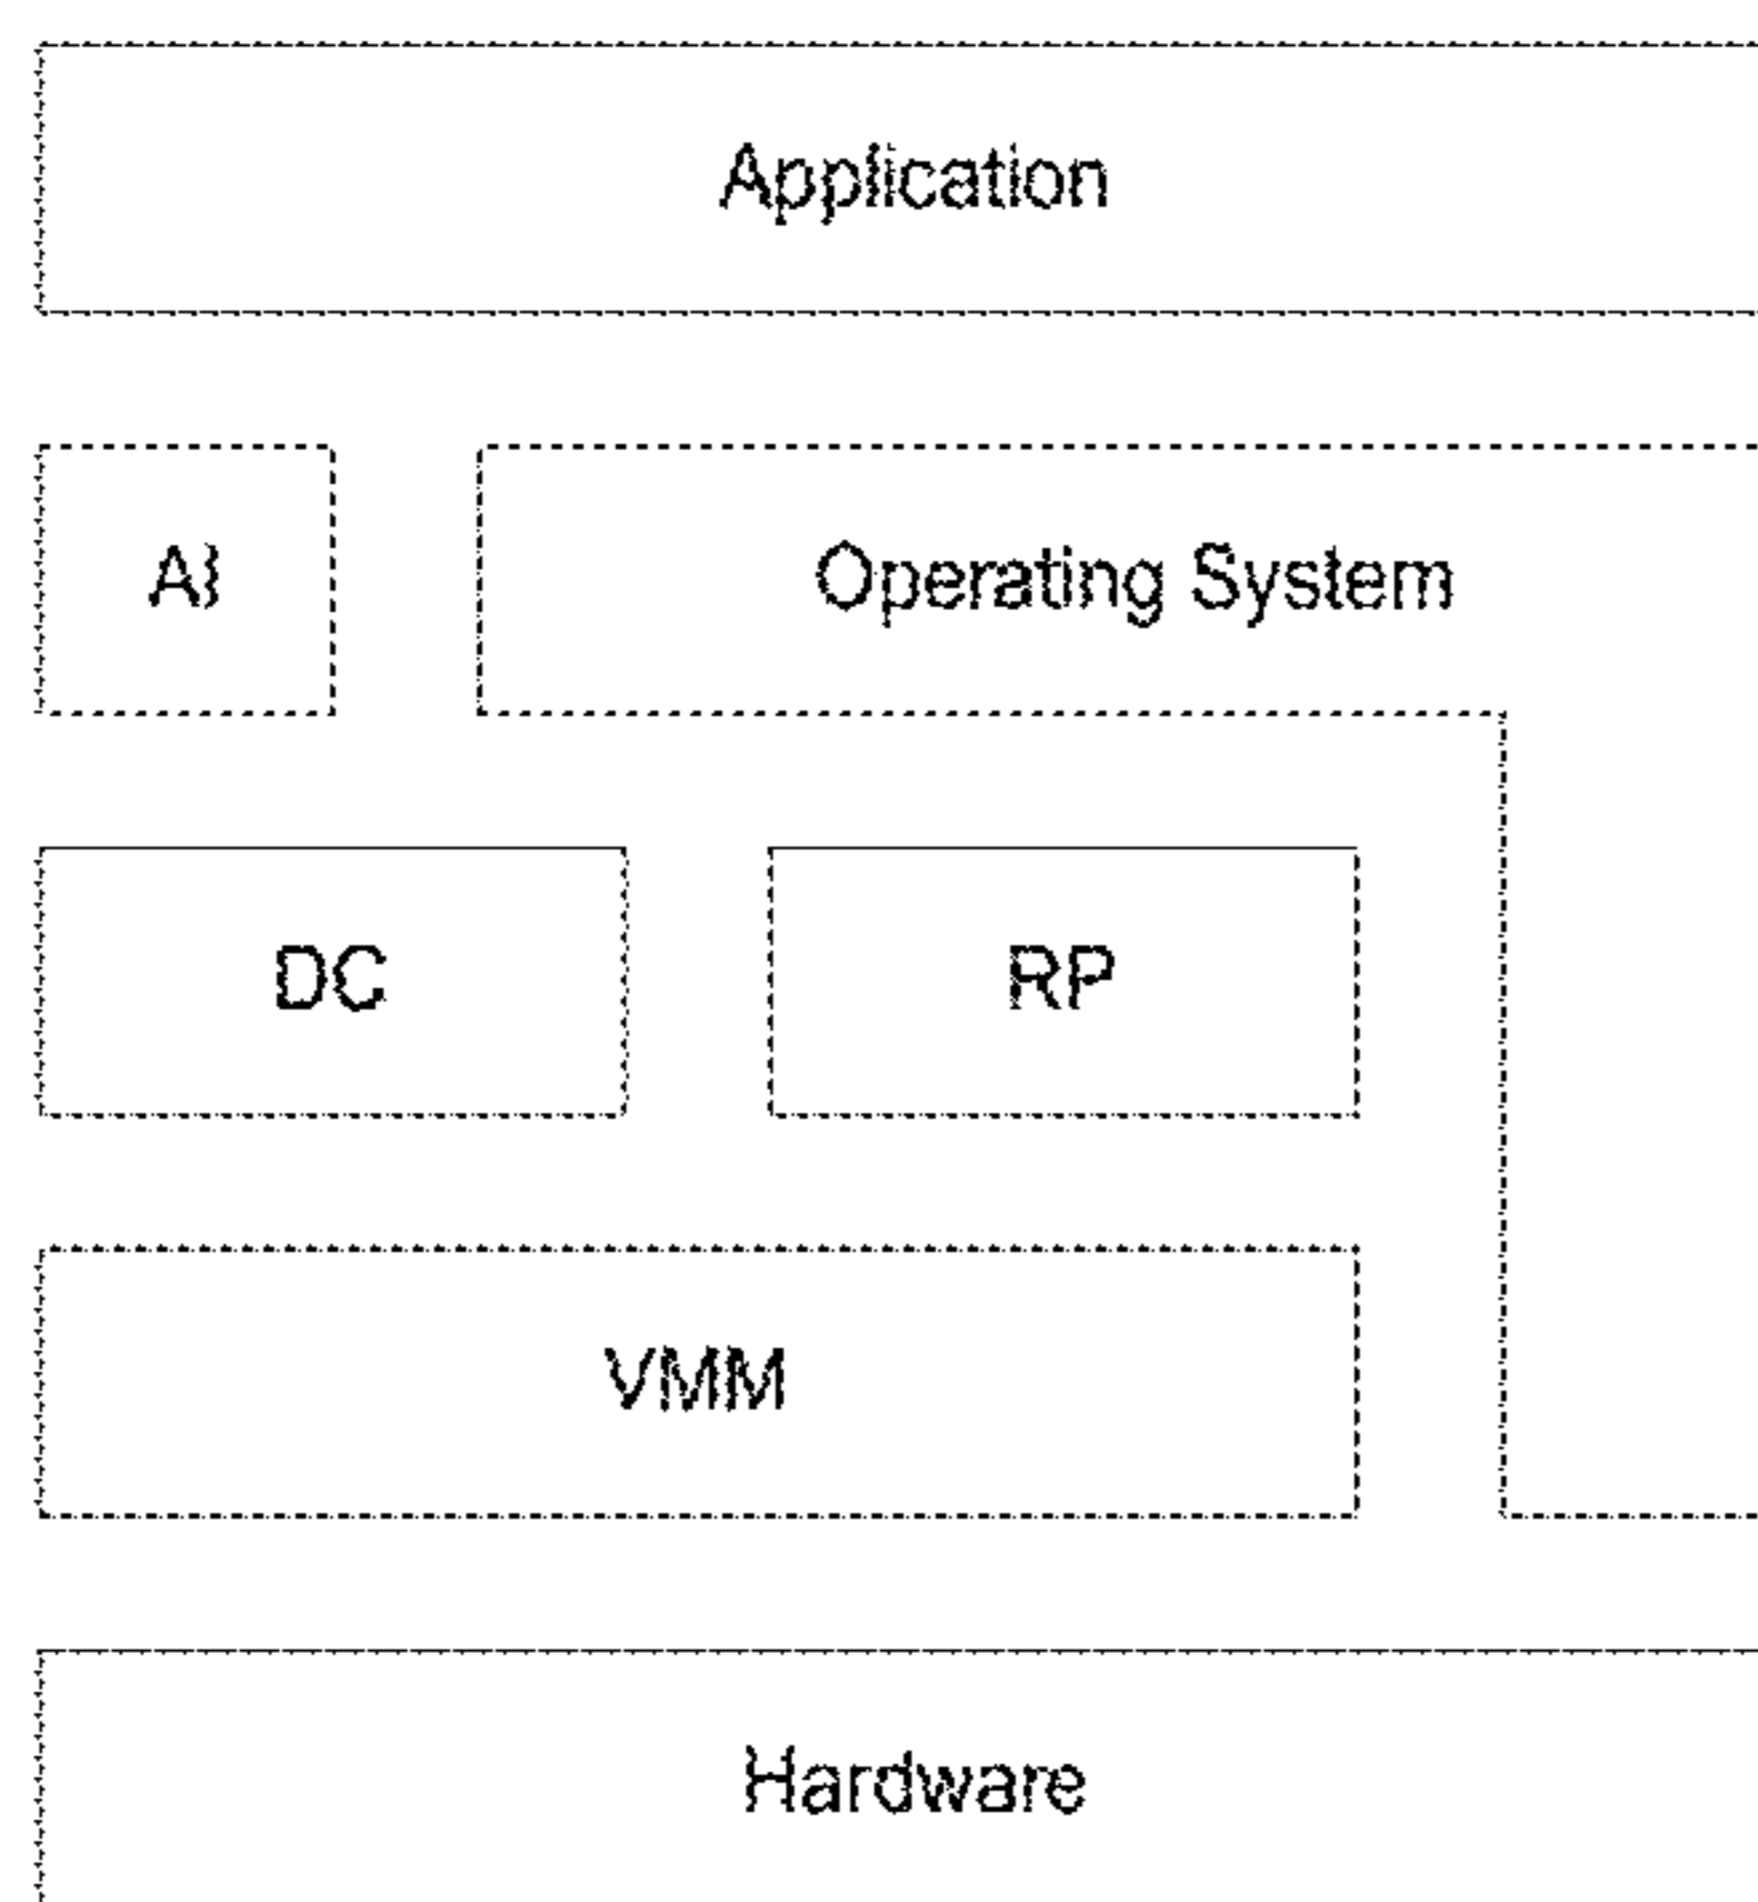 Application
AI
Operating System
DC
RP
VMM
Hardware